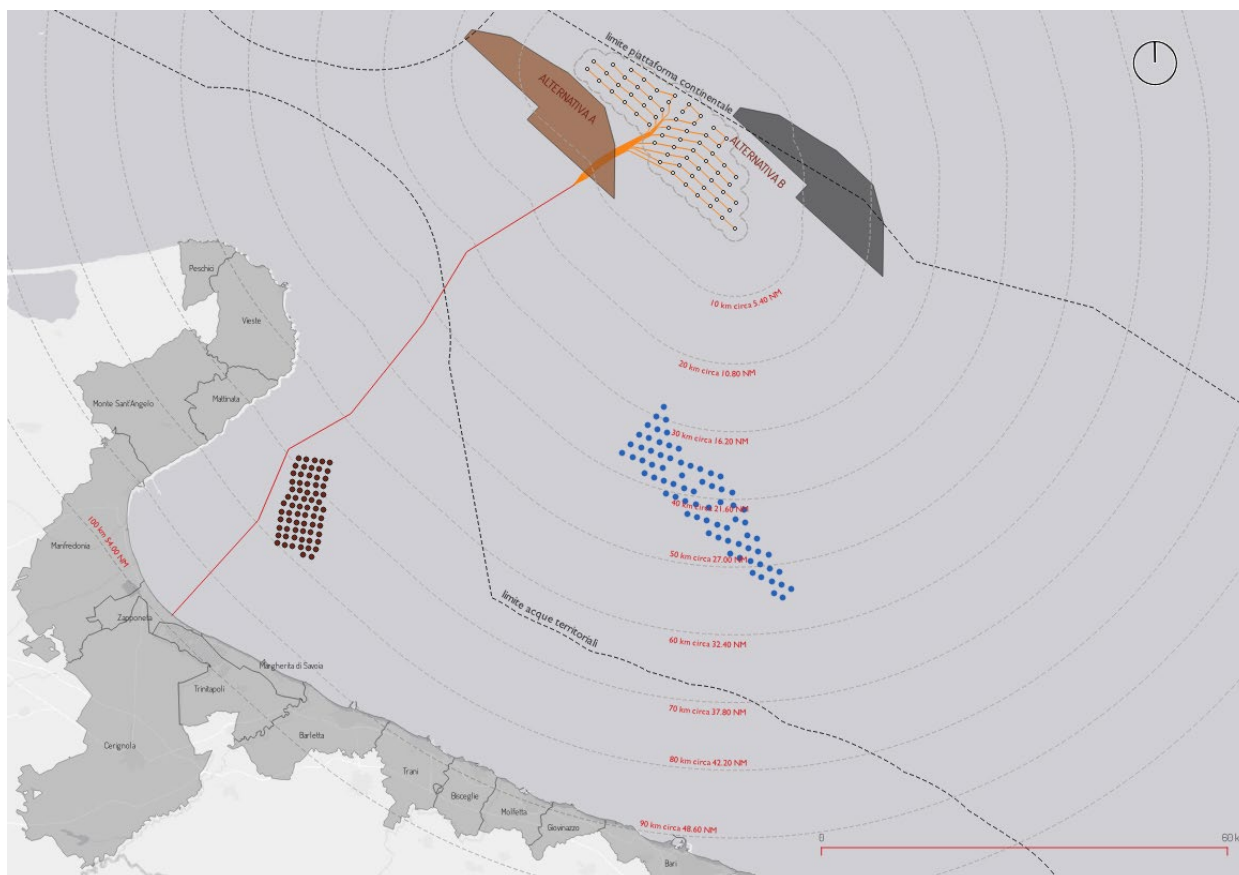 limite piattaforma continentale
ALTERNATIVA A
ALTERNATIVA B
Peschici
Vieste
10 km circa 5.40 NM
20 km circa 10.80 NM
Mattinata
Monte Sant'Angelo
30 km circa 16.20 NM
40 km circa 21.60 NM
100 km 54.00 NM
Manfredonia
50 km circa 27.00 NM
limite acque territoriali
Zapponeta
60 km circa 32.40 NM
Margherita di Savoia
Trinitapoli
70 km circa 37.80 NM
Barletta
Cerignola
80 km circa 42.20 NM
Trani
Bisceglie
Molfetta
Giovinazzo
90 km circa 48.60 NM
Bari
0
60 k